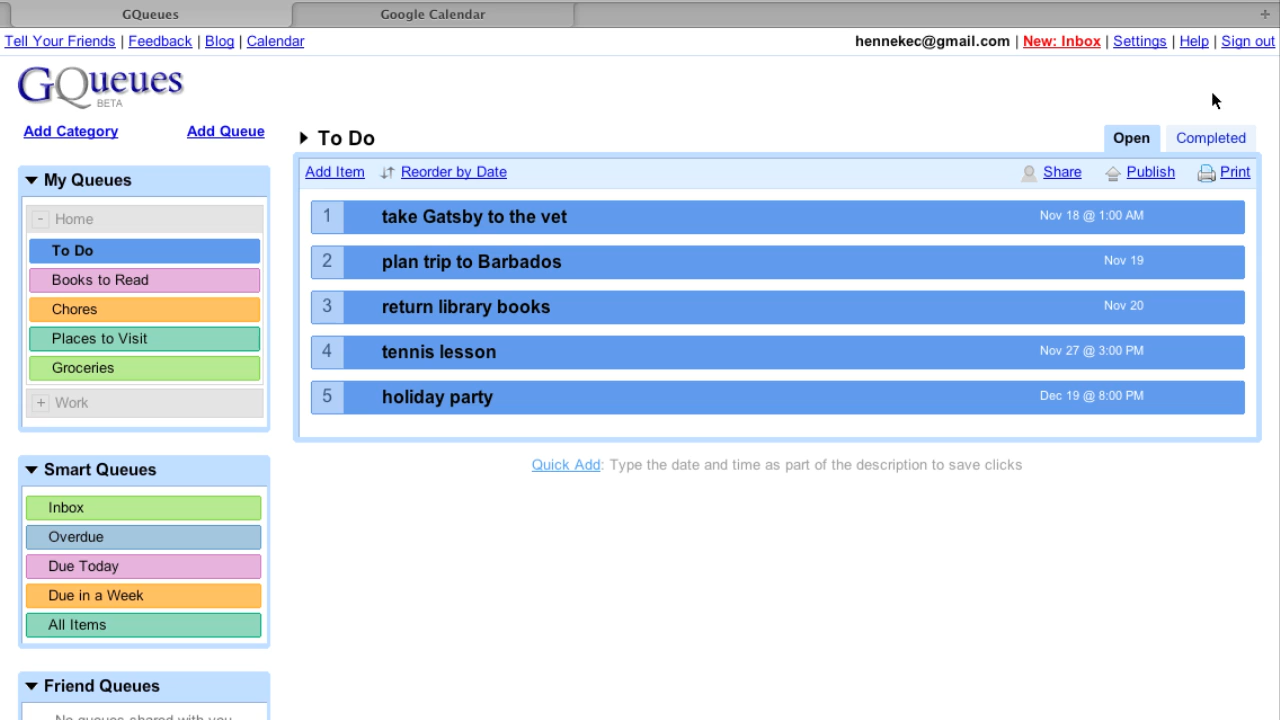 GQueues
Google Calendar
+
Tell Your Friends | Feedback | Blog | Calendar
hennekec@gmail.com | New: Inbox | Settings | Help | Sign out
GQueues
BETA
Add Category
Add Queue
To Do
Open
Completed
Add Item
Reorder by Date
Share
Publish
Print
My Queues
- Home
To Do
Books to Read
Chores
Places to Visit
Groceries
+ Work
1 take Gatsby to the vet Nov 18 @ 1:00 AM
2 plan trip to Barbados Nov 19
3 return library books Nov 20
4 tennis lesson Nov 27 @ 3:00 PM
5 holiday party Dec 19 @ 8:00 PM
Quick Add: Type the date and time as part of the description to save clicks
Smart Queues
Inbox
Overdue
Due Today
Due in a Week
All Items
Friend Queues
No queues shared with you